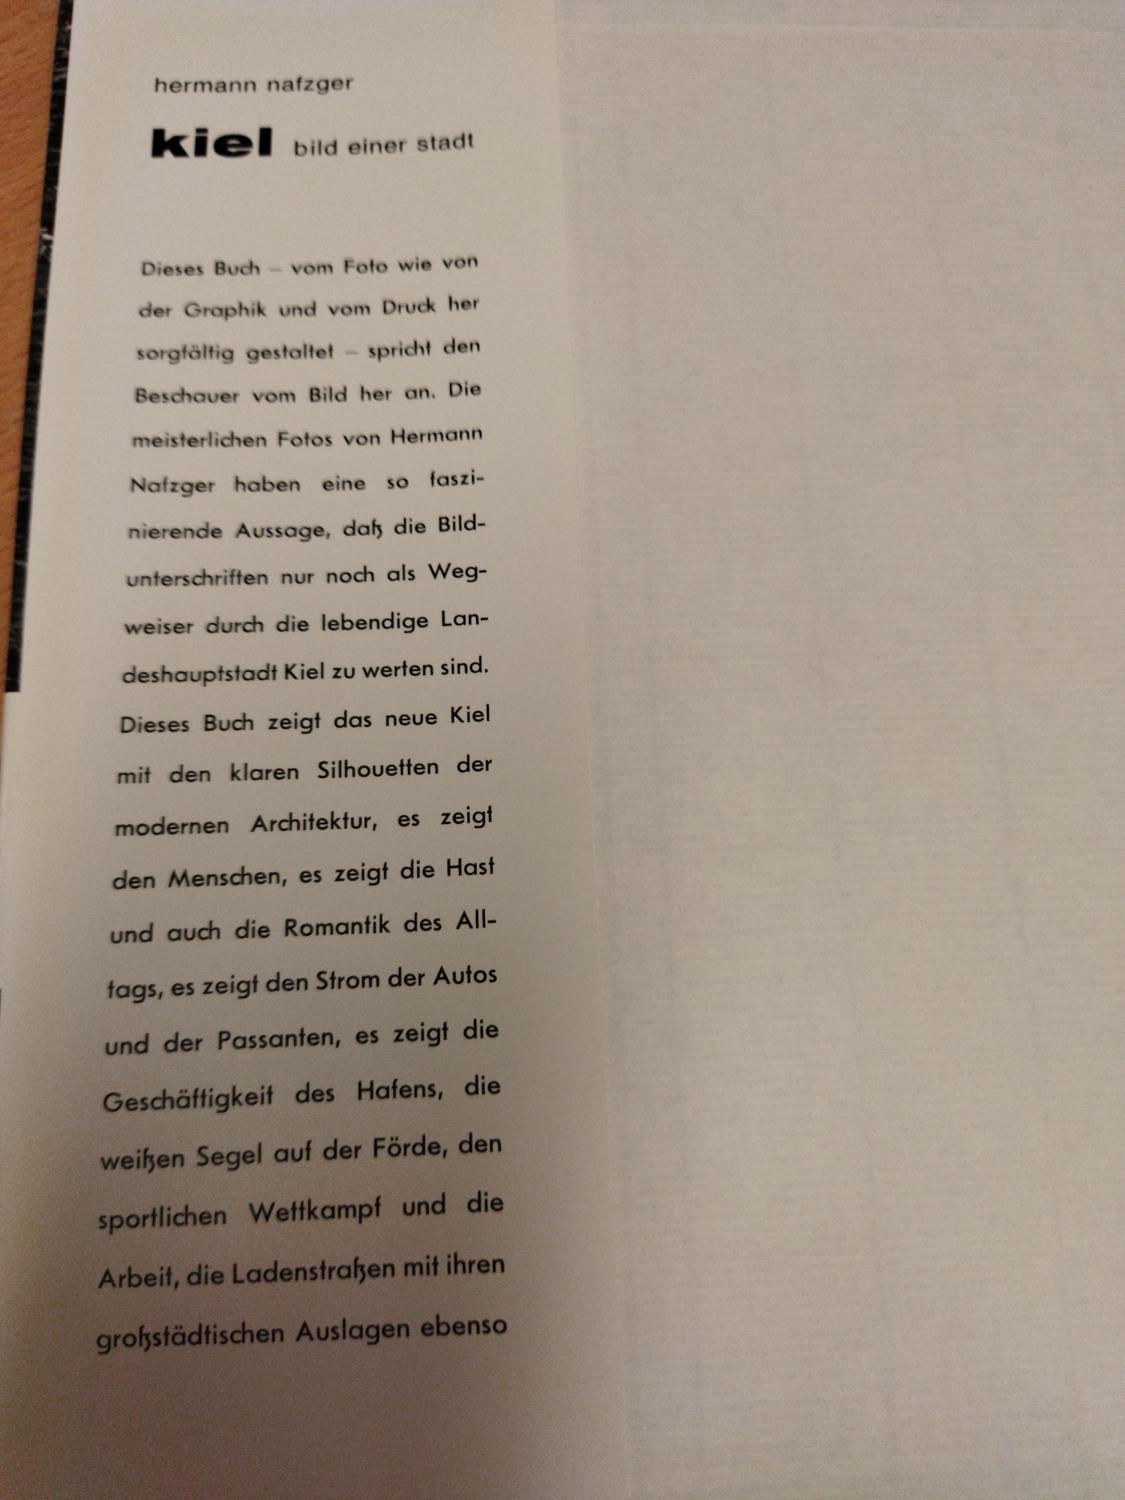 hermann nafzger
kiel bild einer stadt
Dieses Buch – vom Foto wie von
der Graphik und vom Druck her
sorgfältig gestaltet – spricht den
Beschauer vom Bild her an. Die
meisterlichen Fotos von Hermann
Nafzger haben eine so faszi-
nierende Aussage, daß die Bild-
unterschriften nur noch als Weg-
weiser durch die lebendige Lan-
deshauptstadt Kiel zu werten sind.
Dieses Buch zeigt das neue Kiel
mit den klaren Silhouetten der
modernen Architektur, es zeigt
den Menschen, es zeigt die Hast
und auch die Romantik des All-
tags, es zeigt den Strom der Autos
und der Passanten, es zeigt die
Geschäftigkeit des Hafens, die
weißen Segel auf der Förde, den
sportlichen Wettkampf und die
Arbeit, die Ladenstraßen mit ihren
großstädtischen Auslagen ebenso